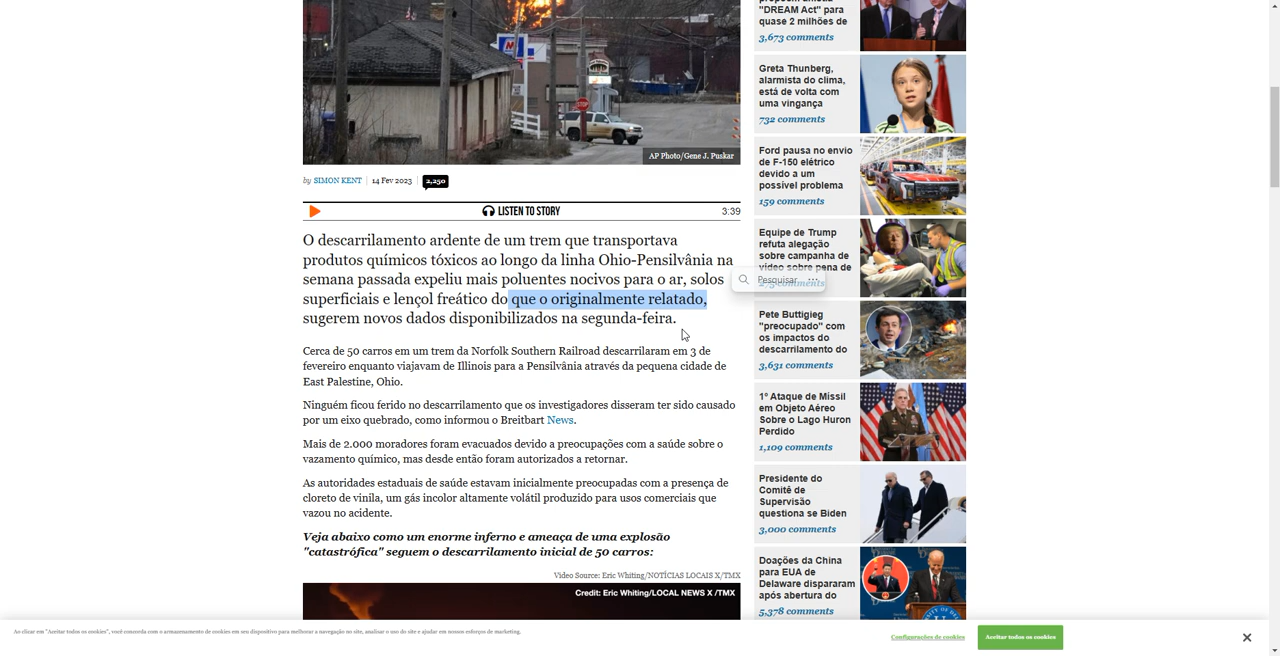 AP Photo/Gene J. Puskar
by SIMON KENT 14 Fev 2023 2,250
LISTEN TO STORY 3:39
O descarrilamento ardente de um trem que transportava
produtos químicos tóxicos ao longo da linha Ohio-Pensilvânia na
semana passada expeliu mais poluentes nocivos para o ar, solos
superficiais e lençol freático do que o originalmente relatado,
sugerem novos dados disponibilizados na segunda-feira.
Cerca de 50 carros em um trem da Norfolk Southern Railroad descarrilaram em 3 de
fevereiro enquanto viajavam de Illinois para a Pensilvânia através da pequena cidade de
East Palestine, Ohio.
Ninguém ficou ferido no descarrilamento que os investigadores disseram ter sido causado
por um eixo quebrado, como informou o Breitbart News.
Mais de 2.000 moradores foram evacuados devido a preocupações com a saúde sobre o
vazamento químico, mas desde então foram autorizados a retornar.
As autoridades estaduais de saúde estavam inicialmente preocupadas com a presença de
cloreto de vinila, um gás incolor altamente volátil produzido para usos comerciais que
vazou no acidente.
Veja abaixo como um enorme inferno e ameaça de uma explosão
"catastrófica" seguem o descarrilamento inicial de 50 carros:
Video Source: Eric Whiting/NOTÍCIAS LOCAIS X/TMX
Credit: Eric Whiting/LOCAL NEWS X /TMX
"DREAM Act" para
quase 2 milhões de
3,673 comments
Greta Thunberg,
alarmista do clima,
está de volta com
uma vingança
732 comments
Ford pausa no envio
de F-150 elétrico
devido a um
possível problema
159 comments
Equipe de Trump
refuta alegação
sobre campanha de
vídeo sobre pena de
Pesquisar ...
comments
Pete Buttigieg
"preocupado" com
os impactos do
descarrilamento do
3,631 comments
1º Ataque de Míssil
em Objeto Aéreo
Sobre o Lago Huron
Perdido
1,109 comments
Presidente do
Comitê de
Supervisão
questiona se Biden
3,000 comments
Doações da China
para EUA de
Delaware dispararam
após abertura do
5,378 comments
Ao clicar em "Aceitar todos os cookies", você concorda com o armazenamento de cookies em seu dispositivo para melhorar a navegação no site, analisar o uso do site e ajudar em nossos esforços de marketing.
Configurações de cookies
Aceitar todos os cookies